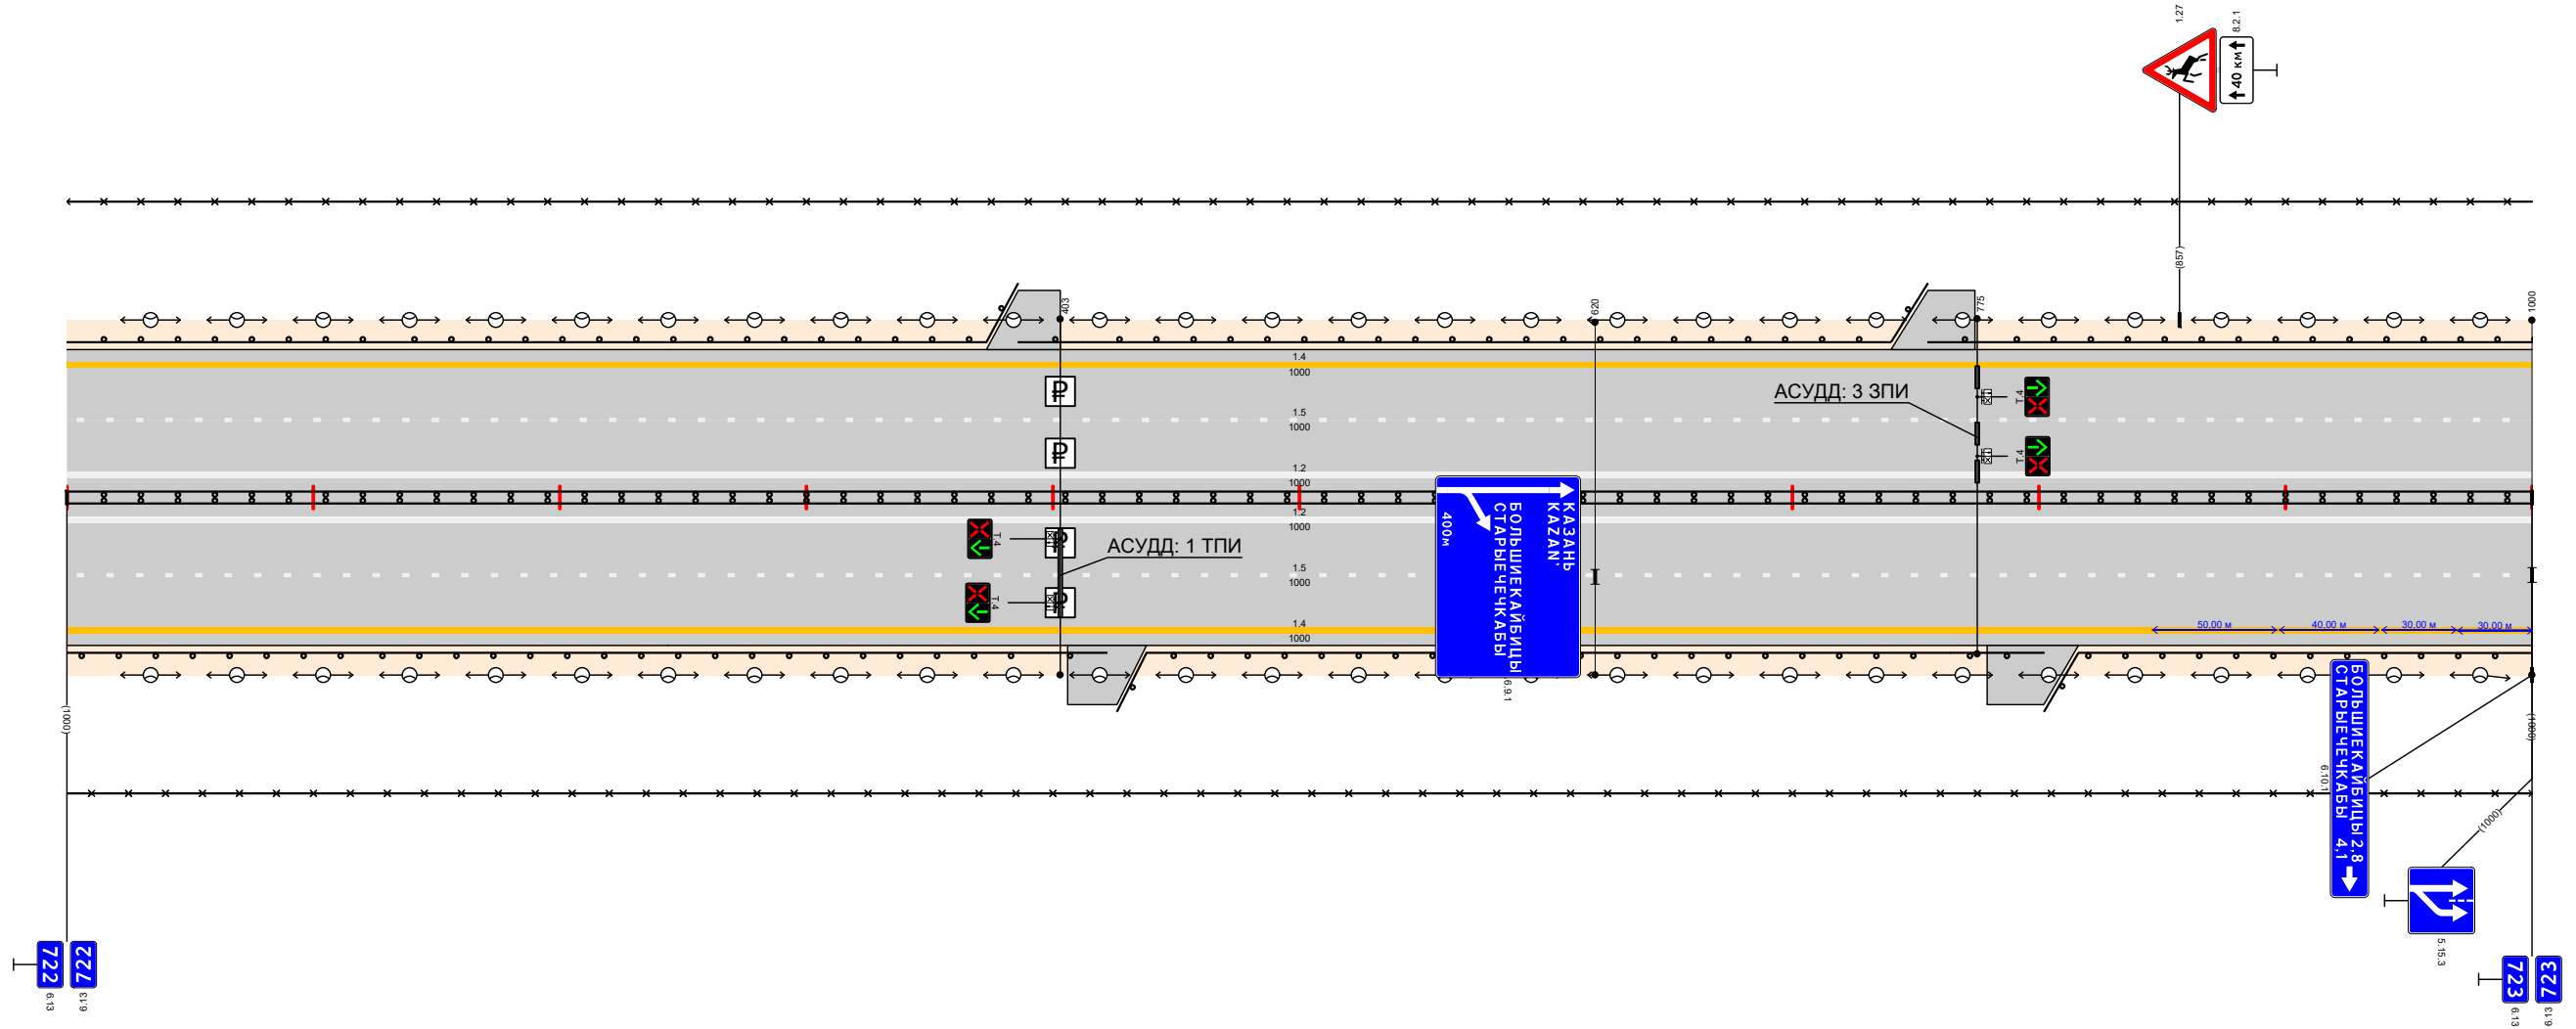 1.27
8.2.1
40 км
(857)
403
620
775
1000
1.4
1000
АСУДД: 3 ЗПИ
Т.4
1.5
1000
Т.4
1.2
1000
1.2
1000
Т.4
АСУДД: 1 ТПИ
КАЗАНЬ
KAZAN'
БОЛЬШИЕКАЙБИЦЫ
СТАРЫЕЧЕЧКАБЫ
400м
1.5
1000
Т.4
1.4
1000
50,00 м
40,00 м
30,00 м
30,00 м
6.9.1
(1000)
(1000)
БОЛЬШИЕКАЙБИЦЫ 2,8
СТАРЫЕЧЕЧКАБЫ 4,1
6.10.1
(1000)
5.15.3
722
722
6.13
6.13
723
723
6.13
6.13